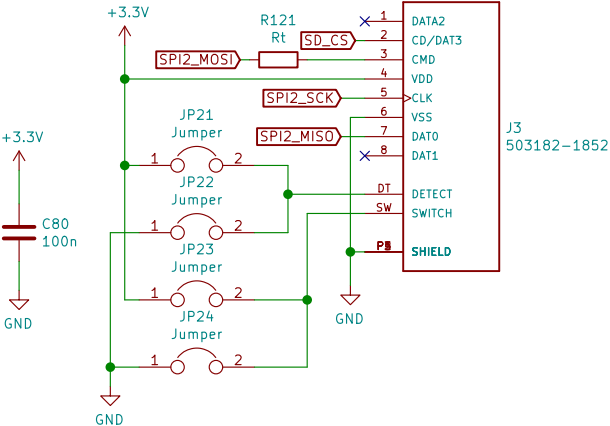 +3.3V
R121
Rt
SD_CS
SPI2_MOSI
1 DATA2
2 CD/DAT3
3 CMD
4 VDD
SPI2_SCK
5 CLK
6 VSS
SPI2_MISO
7 DAT0
8 DAT1
J3
503182-1852
JP21
Jumper
1 2
+3.3V
JP22
Jumper
1 2
DT DETECT
SW SWITCH
C80
100n
JP23
Jumper
1 2
SHIELD
GND
JP24
Jumper
1 2
GND
GND